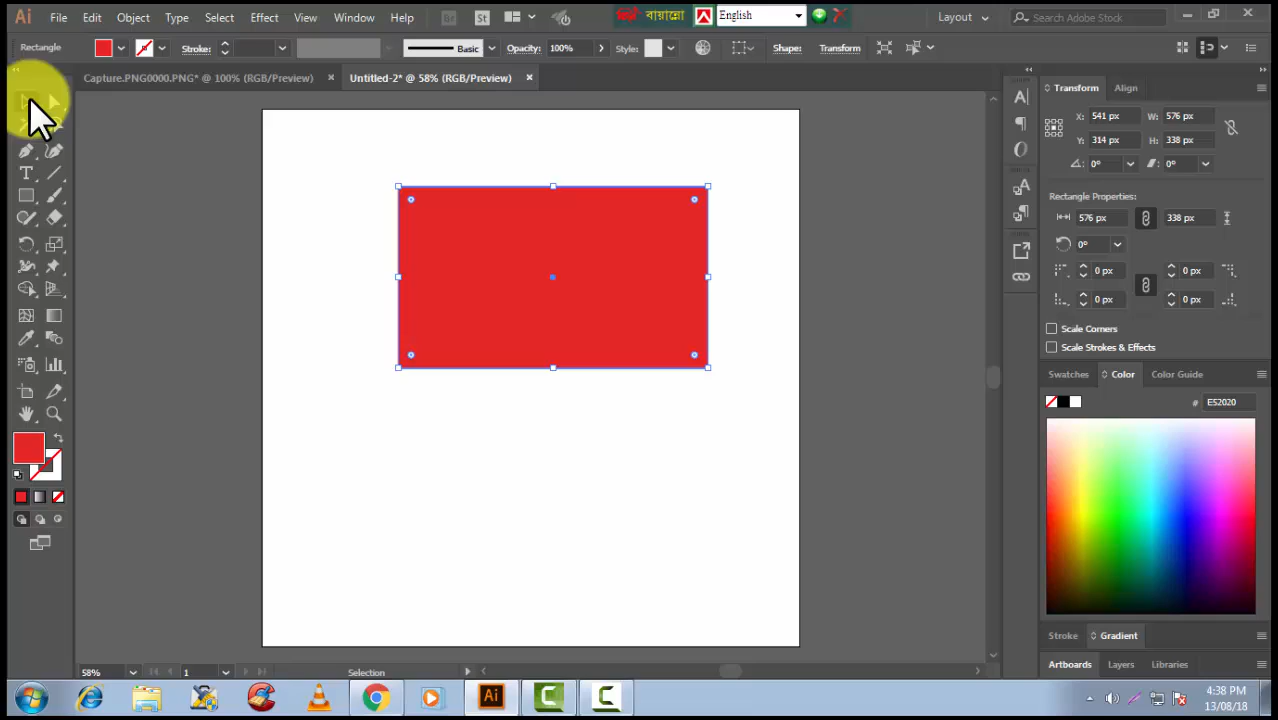 Ai File Edit Object Type Select Effect View Window Help Br St বায়ান্নো English Layout Search Adobe Stock
Rectangle Stroke: Basic Opacity: 100% Style: Shape: Transform
Capture.PNG0000.PNG* @ 100% (RGB/Preview) Untitled-2* @ 58% (RGB/Preview)
Transform Align
X: 541 px W: 576 px
Y: 314 px H: 338 px
0° 0°
Rectangle Properties:
576 px 338 px
0°
0 px 0 px
0 px 0 px
Scale Corners
Scale Strokes & Effects
Swatches Color Color Guide
# E52020
Stroke Gradient
Artboards Layers Libraries
58% 1 Selection
Ai C C
4:38 PM
13/08/18